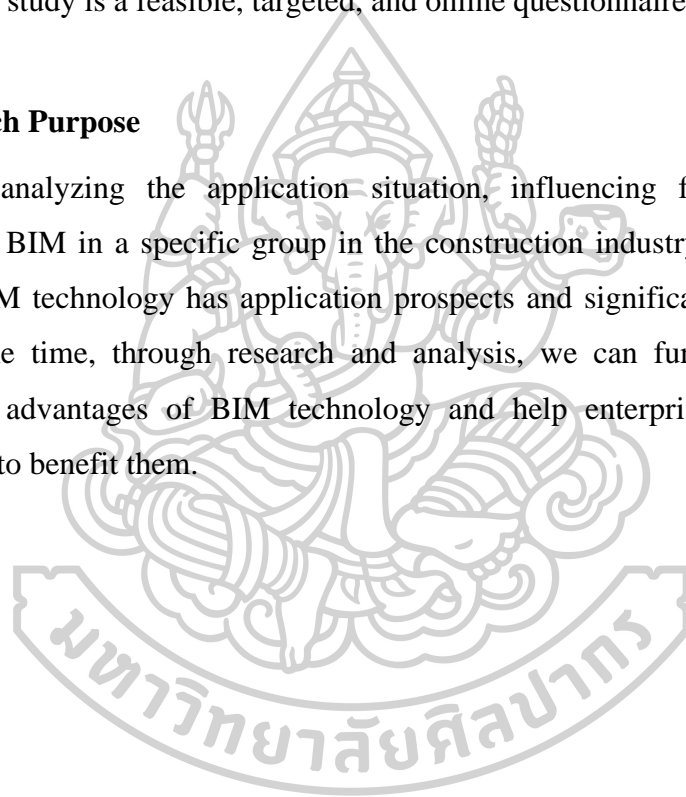 study is a feasible, targeted, and online questionnaire
ch Purpose
analyzing the application situation, influencing f
BIM in a specific group in the construction industry
M technology has application prospects and significa
e time, through research and analysis, we can fur
advantages of BIM technology and help enterpri
to benefit them.
มหาวิทยาลัยศิลปากร